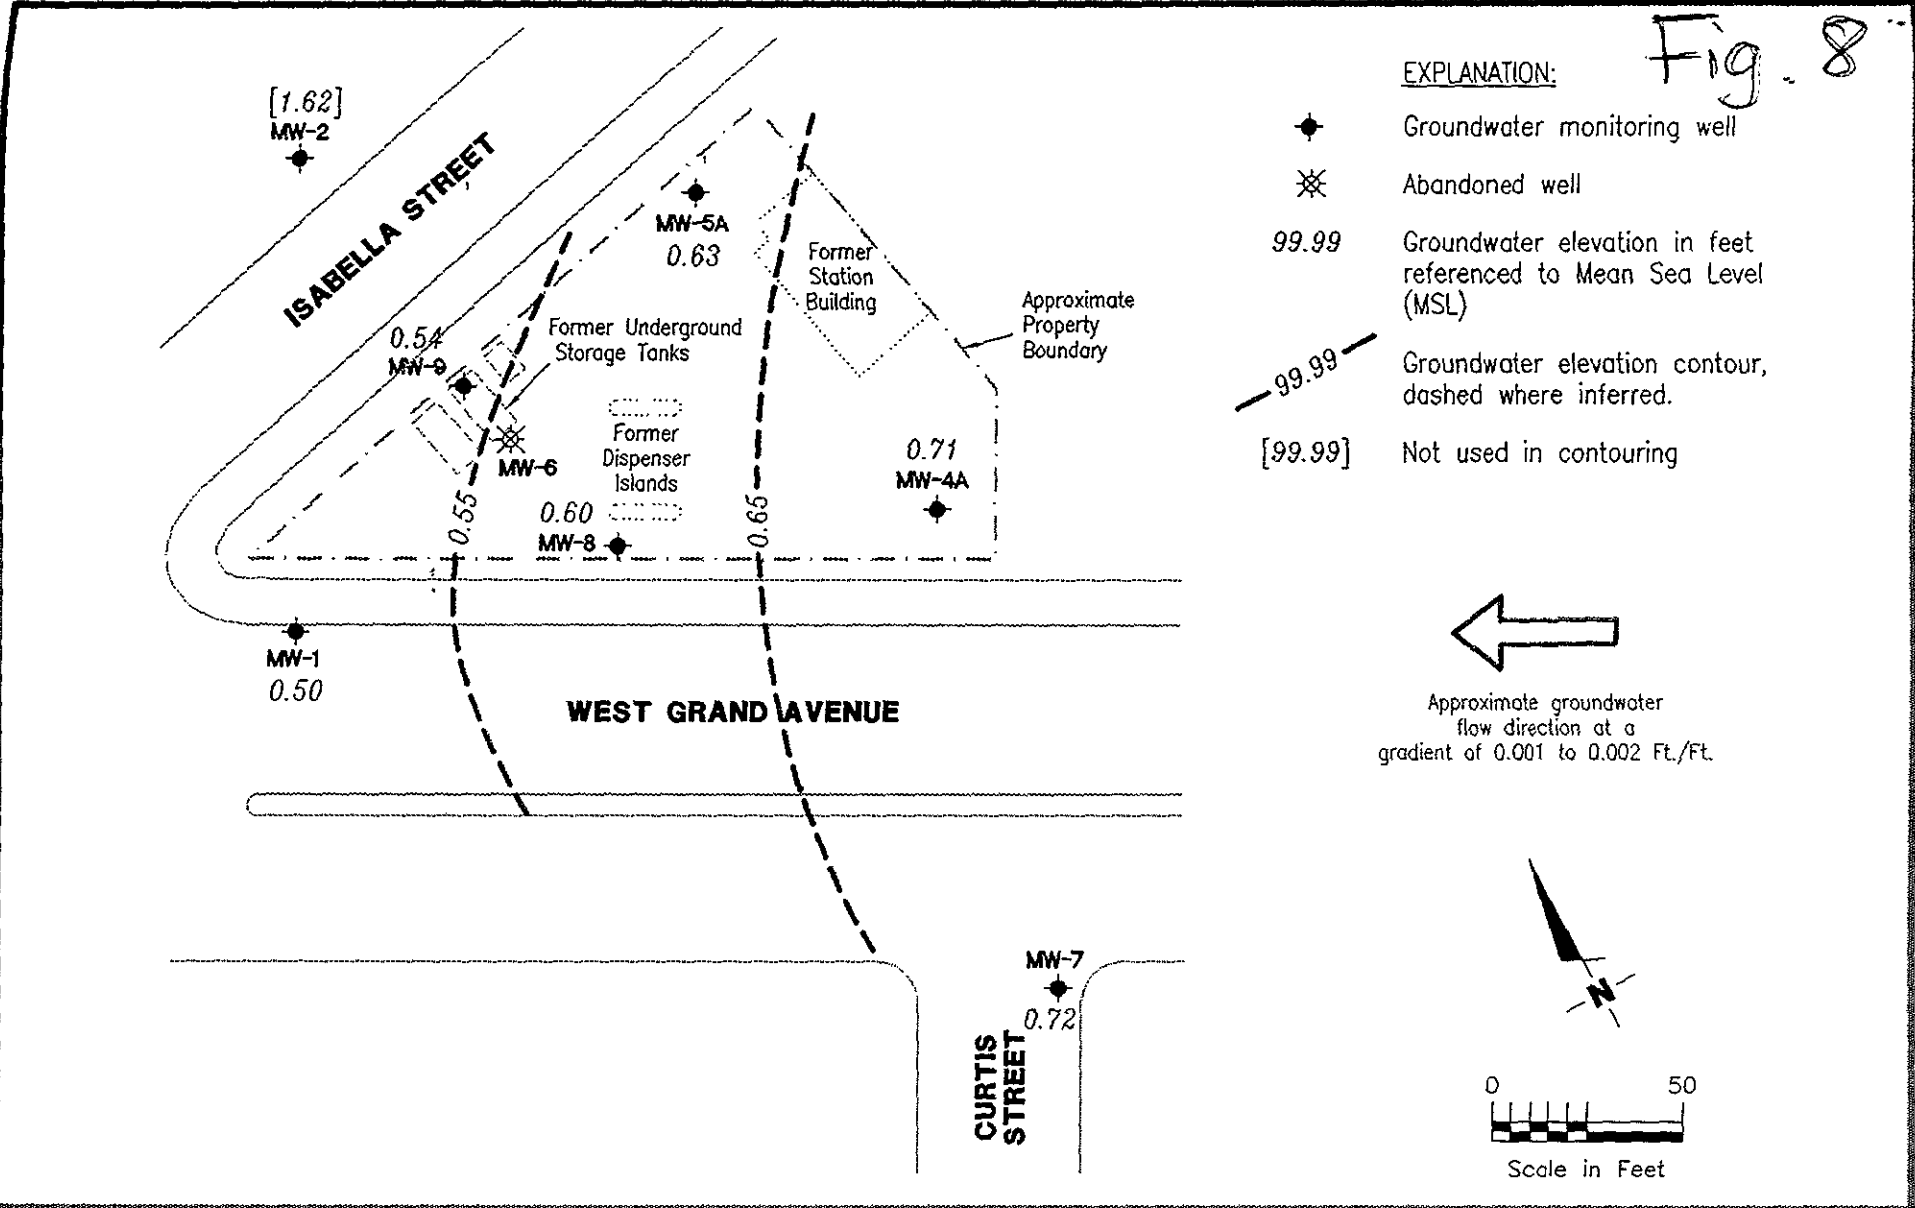 Fig. 8
EXPLANATION:
Groundwater monitoring well
Abandoned well
99.99
Groundwater elevation in feet
referenced to Mean Sea Level
(MSL)
99.99
Groundwater elevation contour,
dashed where inferred.
[99.99]
Not used in contouring
[1.62]
MW-2
ISABELLA STREET
MW-5A
0.63
Former
Station
Building
Approximate
Property
Boundary
0.54
MW-9
Former Underground
Storage Tanks
MW-6
Former
Dispenser
Islands
0.71
MW-4A
0.55
0.60
MW-8
0.65
MW-1
0.50
WEST GRAND AVENUE
Approximate groundwater
flow direction at a
gradient of 0.001 to 0.002 Ft./Ft.
MW-7
0.72
CURTIS
STREET
N
0 50
Scale in Feet